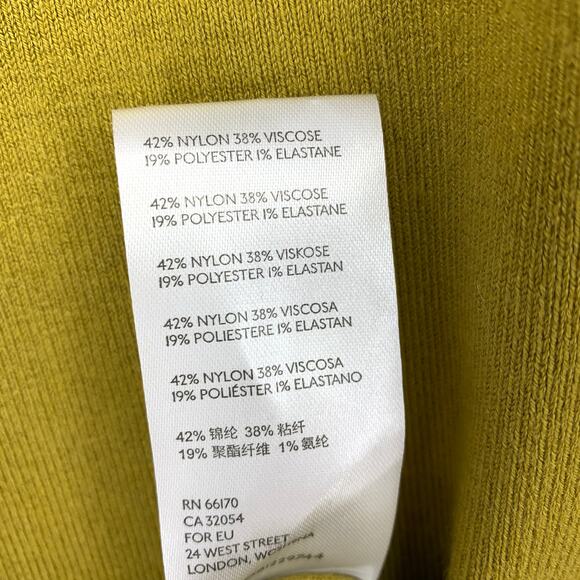 42% NYLON 38% VISCOSE
19% POLYESTER 1% ELASTANE
42% NYLON 38% VISCOSE
19% POLYESTER 1% ELASTANE
42% NYLON 38% VISKOSE
19% POLYESTER 1% ELASTAN
42% NYLON 38% VISCOSA
19% POLIESTERE 1% ELASTAN
42% NYLON 38% VISCOSA
19% POLIÉSTER 1% ELASTANO
42% 锦纶 38% 粘纤
19% 聚酯纤维 1% 氨纶
RN 66170
CA 32054
FOR EU
24 WEST STREET
LONDON,